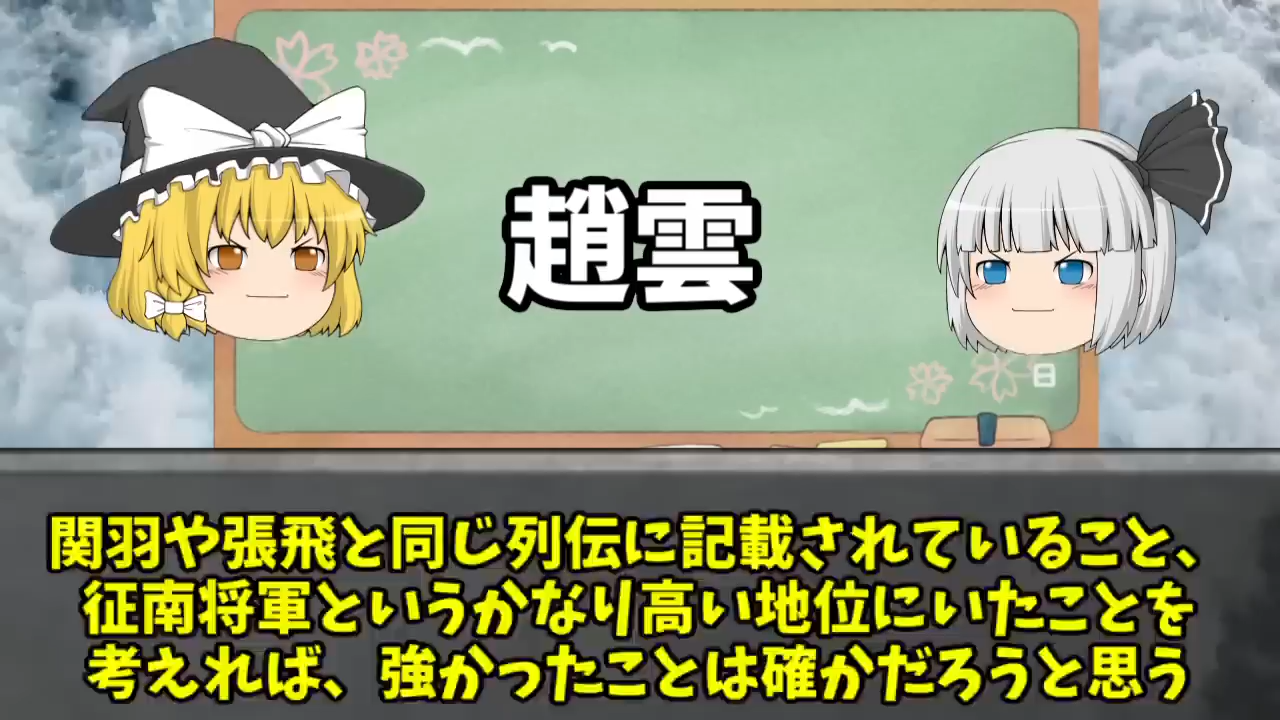 趙雲
日
関羽や張飛と同じ列伝に記載されていること、
征南将軍というかなり高い地位にいたことを
考えれば、強かったことは確かだろうと思う